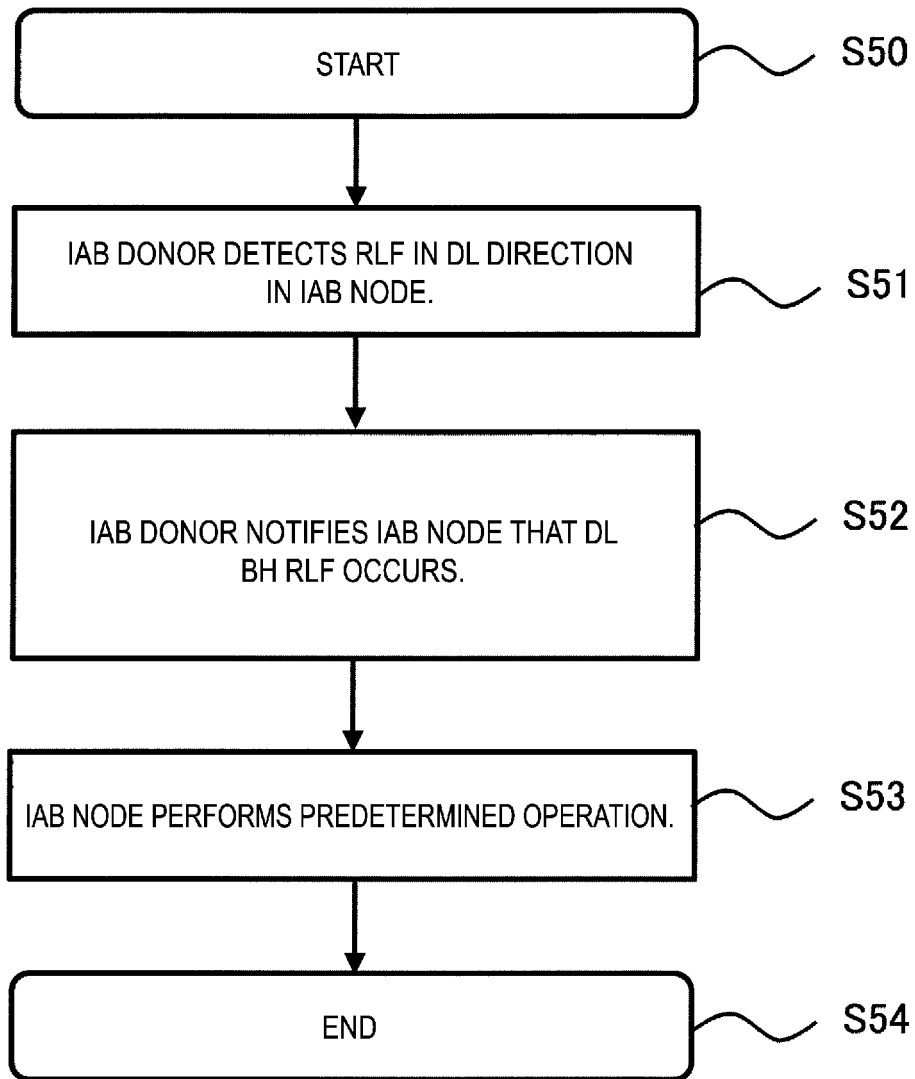 START
S50
IAB DONOR DETECTS RLF IN DL DIRECTION
IN IAB NODE.
S51
IAB DONOR NOTIFIES IAB NODE THAT DL
BH RLF OCCURS.
S52
IAB NODE PERFORMS PREDETERMINED OPERATION.
S53
END
S54